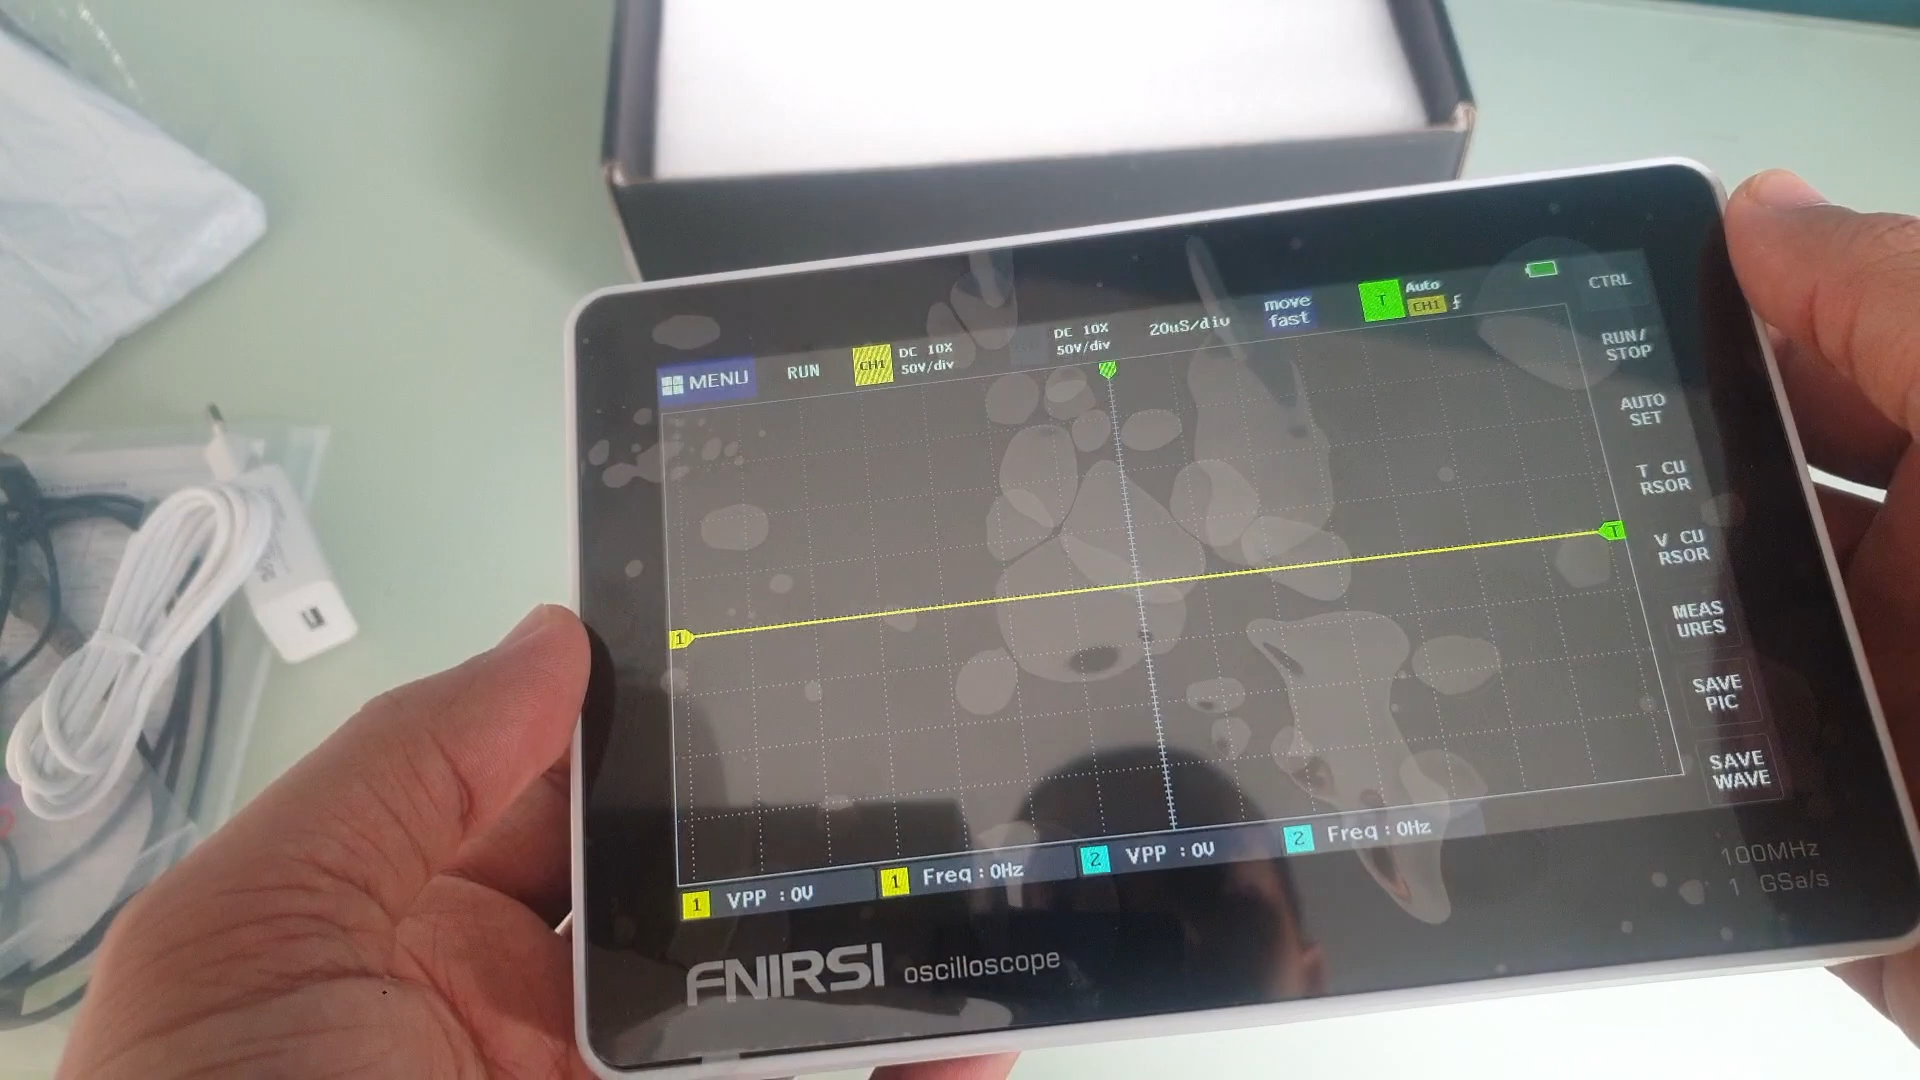 MENU
RUN
CH1
DC 10X
50V/div
DC 10X
50V/div
20uS/div
move
fast
T
Auto
CH1
CTRL
RUN/
STOP
AUTO
SET
T CU
RSOR
V CU
RSOR
MEAS
URES
SAVE
PIC
SAVE
WAVE
T
1
1 VPP :0V
1 Freq:0Hz
2 VPP :0V
2 Freq:0Hz
100MHz
1 GSa/s
FNIRSI oscilloscope